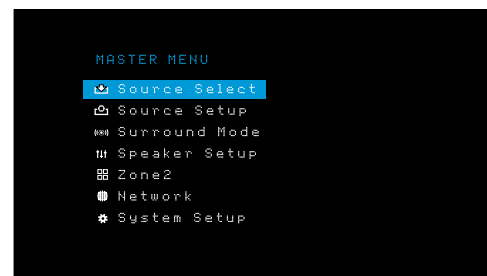 MASTER MENU
Source Select
Source Setup
Surround Mode
Speaker Setup
Zone2
Network
System Setup